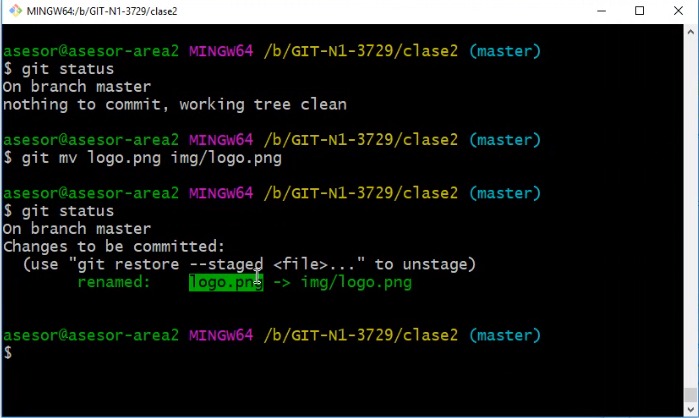 MINGW64:/b/GIT-N1-3729/clase2
asesor@asesor-area2 MINGW64 /b/GIT-N1-3729/clase2 (master)
$ git status
On branch master
nothing to commit, working tree clean
asesor@asesor-area2 MINGW64 /b/GIT-N1-3729/clase2 (master)
$ git mv logo.png img/logo.png
asesor@asesor-area2 MINGW64 /b/GIT-N1-3729/clase2 (master)
$ git status
On branch master
Changes to be committed:
  (use "git restore --staged <file>..." to unstage)
        renamed:    logo.png -> img/logo.png
asesor@asesor-area2 MINGW64 /b/GIT-N1-3729/clase2 (master)
$